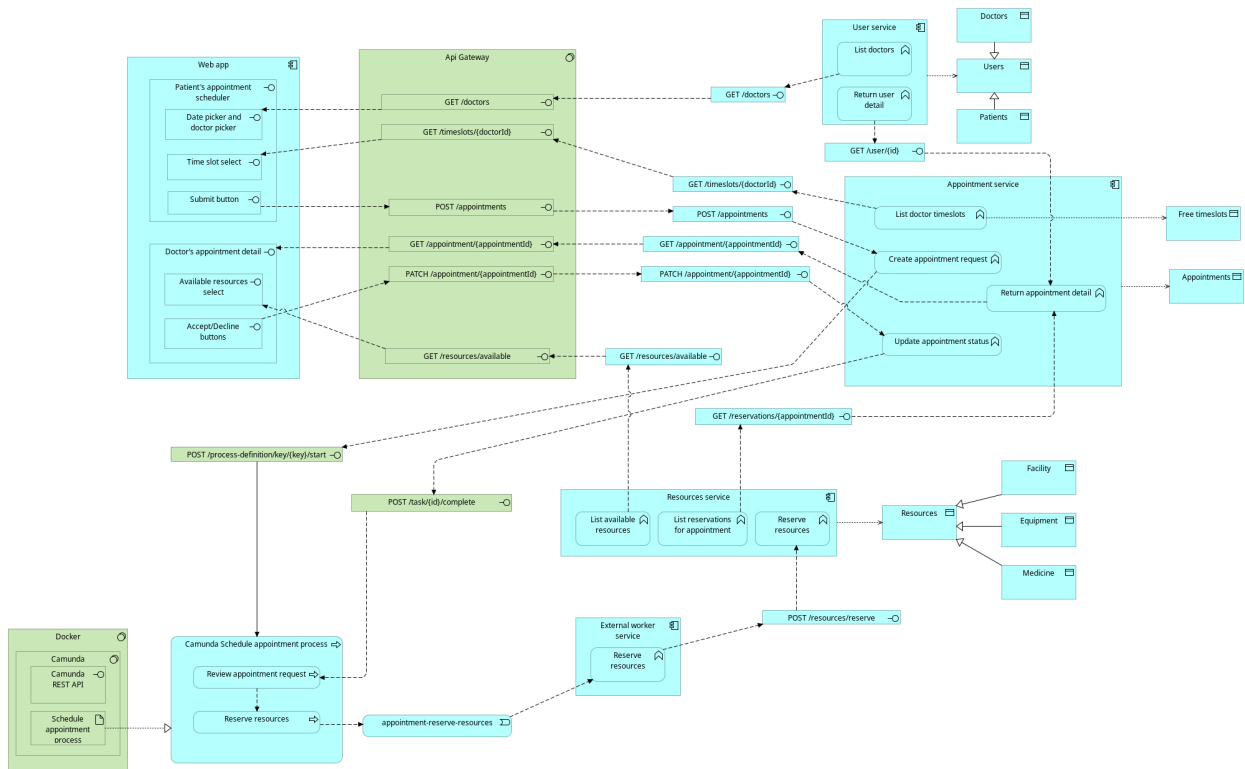 Doctors
User service
List doctors
Users
Return user
detail
Patients
GET /user/{id}
Web app
Patient's appointment
scheduler
Date picker and
doctor picker
Time slot select
Submit button
Doctor's appointment detail
Available resources
select
Accept/Decline
buttons
Api Gateway
GET /doctors
GET /timeslots/{doctorId}
POST /appointments
GET /appointment/{appointmentId}
PATCH /appointment/{appointmentId}
GET /resources/available
GET /doctors
GET /timeslots/{doctorId}
POST /appointments
GET /appointment/{appointmentId}
PATCH /appointment/{appointmentId}
GET /resources/available
Appointment service
List doctor timeslots
Create appointment request
Return appointment detail
Update appointment status
Free timeslots
Appointments
GET /reservations/{appointmentId}
POST /process-definition/key/{key}/start
POST /task/{id}/complete
Resources service
List available
resources
List reservations
for appointment
Reserve
resources
Resources
Facility
Equipment
Medicine
POST /resources/reserve
External worker
service
Reserve
resources
Docker
Camunda
Camunda
REST API
Schedule
appointment
process
Camunda Schedule appointment process
Review appointment request
Reserve resources
appointment-reserve-resources